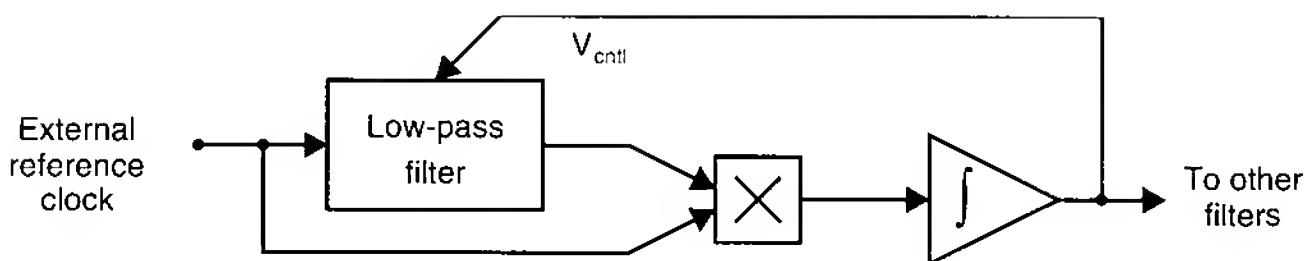 V_cntl
External
reference
clock
Low-pass
filter
∫
To other
filters